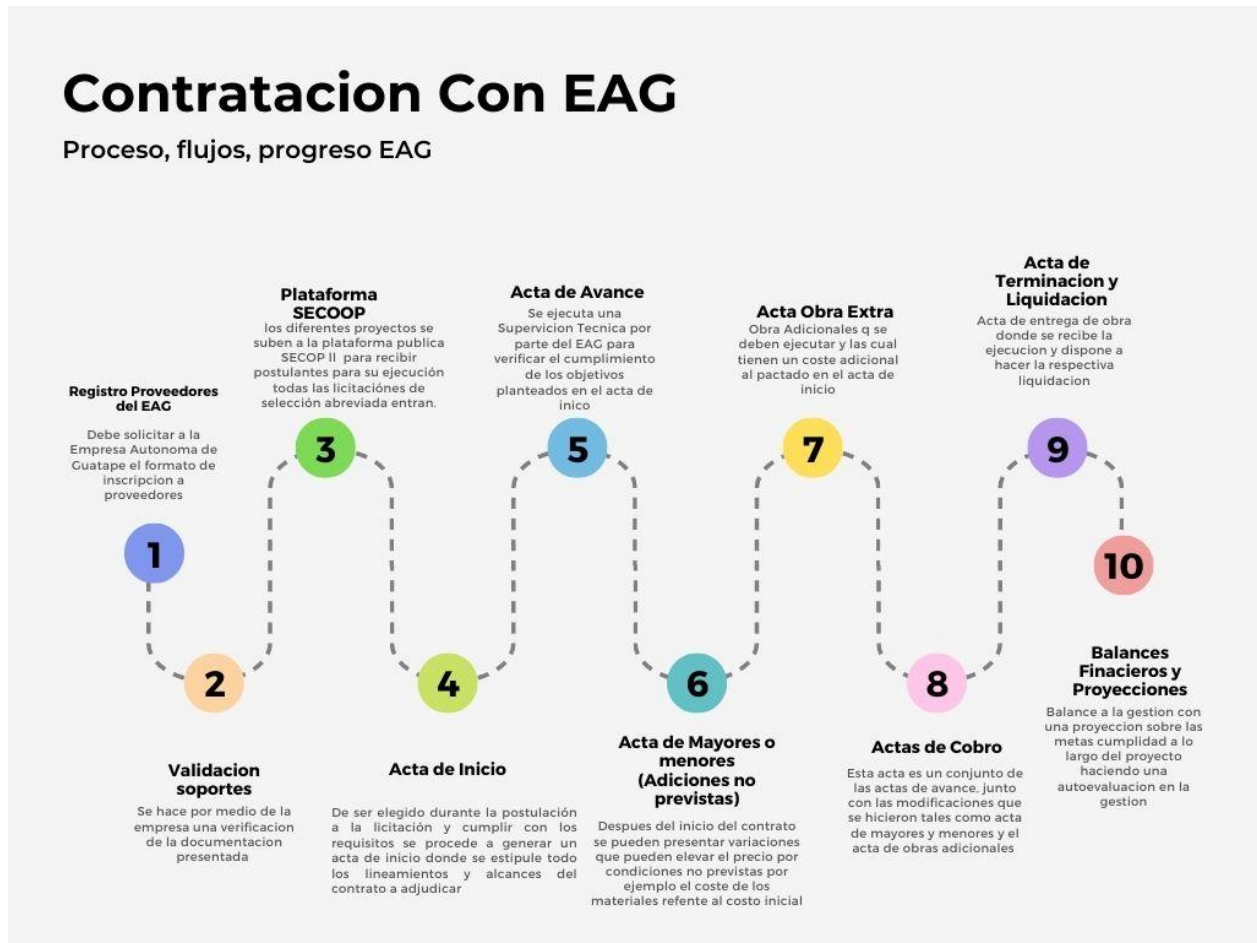 Contratacion Con EAG
Proceso, flujos, progreso EAG
Registro Proveedores
del EAG
Debe solicitar a la
Empresa Autonoma de
Guatape el formato de
inscripcion a
proveedores
1
2
Validacion
soportes
Se hace por medio de la
empresa una verificacion
de la documentacion
presentada
Plataforma
SECOOP
los diferentes proyectos se
suben a la plataforma publica
SECOP II para recibir
postulantes para su ejecución
todas las licitaciónes de
selección abreviada entran.
3
4
Acta de Inicio
De ser elegido durante la postulación
a la licitación y cumplir con los
requisitos se procede a generar un
acta de inicio donde se estipule todo
los lineamientos y alcances del
contrato a adjudicar
Acta de Avance
Se ejecuta una
Supervicion Tecnica por
parte del EAG para
verificar el cumplimiento
de los objetivos
planteados en el acta de
inico
5
6
Acta de Mayores o
menores
(Adiciones no
previstas)
Despues del inicio del contrato
se pueden presentar variaciones
que pueden elevar el precio por
condiciones no previstas por
ejemplo el coste de los
materiales refente al costo inicial
Acta Obra Extra
Obra Adicionales q se
deben ejecutar y las cual
tienen un coste adicional
al pactado en el acta de
inicio
7
8
Actas de Cobro
Esta acta es un conjunto de
las actas de avance, junto
con las modificaciones que
se hicieron tales como acta
de mayores y menores y el
acta de obras adicionales
Acta de
Terminacion y
Liquidacion
Acta de entrega de obra
donde se recibe la
ejecucion y dispone a
hacer la respectiva
liquidacion
9
10
Balances
Finacieros y
Proyecciones
Balance a la gestion con
una proyeccion sobre las
metas cumplidad a lo
largo del proyecto
haciendo una
autoevaluacion en la
gestion